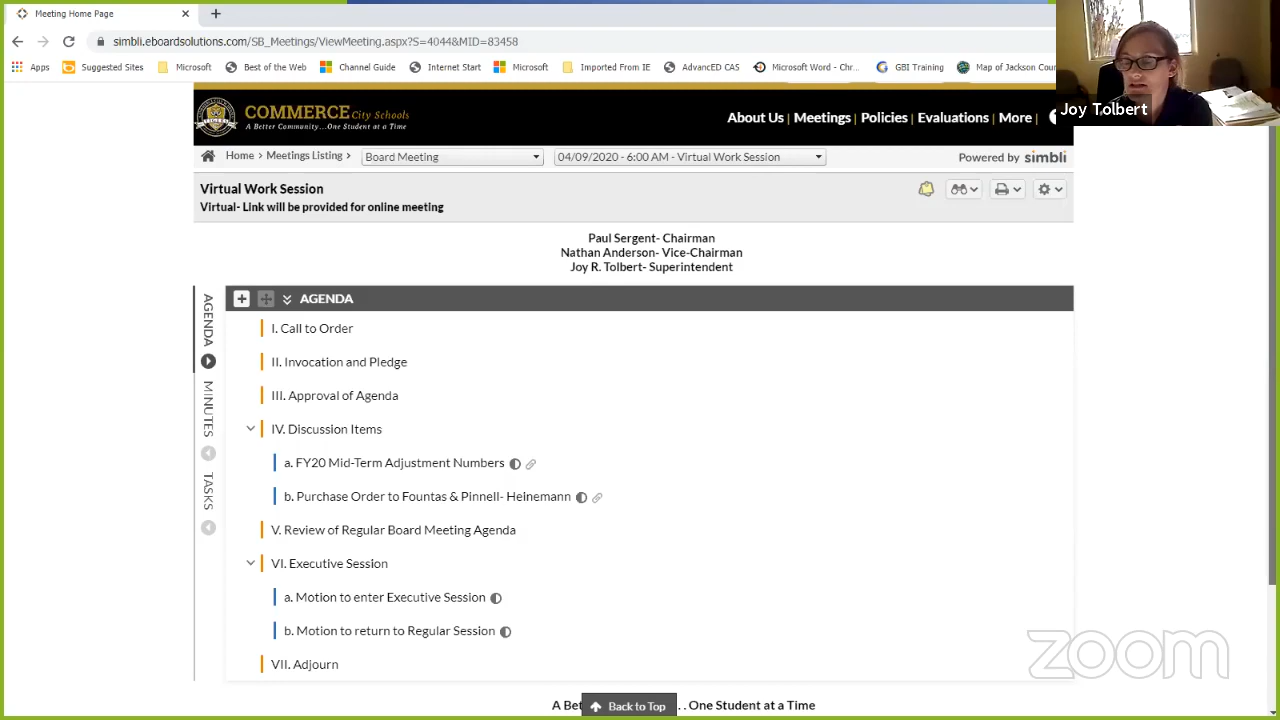 Meeting Home Page
simbli.eboardsolutions.com/SB_Meetings/ViewMeeting.aspx?S=4044&MID=83458
Apps Suggested Sites Microsoft Best of the Web Channel Guide Internet Start Microsoft Imported From IE AdvancED CAS Microsoft Word - Chr... GBI Training Map of Jackson Coun
Joy Tolbert
COMMERCE City Schools
A Better Community...One Student at a Time
About Us | Meetings | Policies | Evaluations | More |
Home > Meetings Listing > Board Meeting 04/09/2020 - 6:00 AM - Virtual Work Session Powered by simbli
Virtual Work Session
Virtual- Link will be provided for online meeting
Paul Sergent- Chairman
Nathan Anderson- Vice-Chairman
Joy R. Tolbert- Superintendent
AGENDA
MINUTES
TASKS
AGENDA
I. Call to Order
II. Invocation and Pledge
III. Approval of Agenda
IV. Discussion Items
a. FY20 Mid-Term Adjustment Numbers
b. Purchase Order to Fountas & Pinnell- Heinemann
V. Review of Regular Board Meeting Agenda
VI. Executive Session
a. Motion to enter Executive Session
b. Motion to return to Regular Session
VII. Adjourn
zoom
A Bet . . One Student at a Time
Back to Top